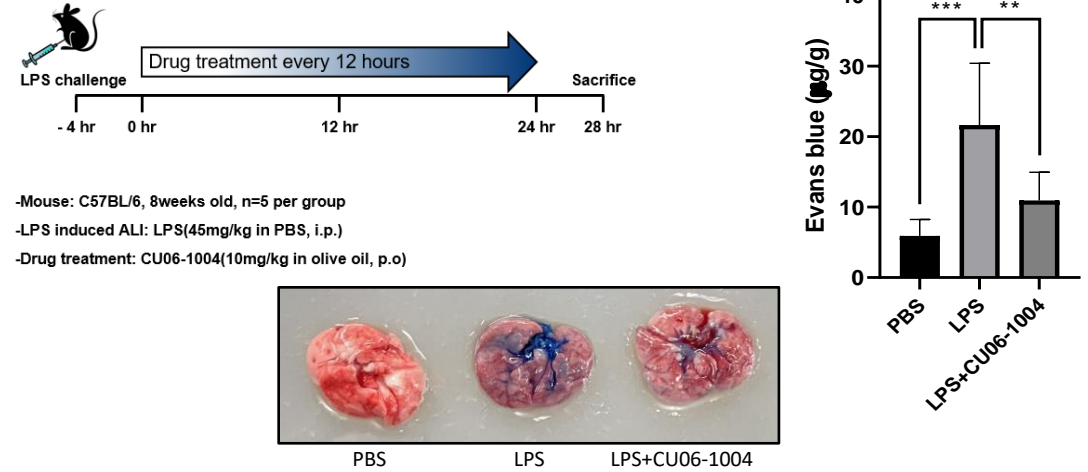 LPS challenge
Drug treatment every 12 hours
Sacrifice
- 4 hr
0 hr
12 hr
24 hr
28 hr
-Mouse: C57BL/6, 8weeks old, n=5 per group
-LPS induced ALI: LPS(45mg/kg in PBS, i.p.)
-Drug treatment: CU06-1004(10mg/kg in olive oil, p.o)
PBS
LPS
LPS+CU06-1004
***
**
30
20
10
0
Evans blue (µg/g)
PBS
LPS
LPS+CU06-1004